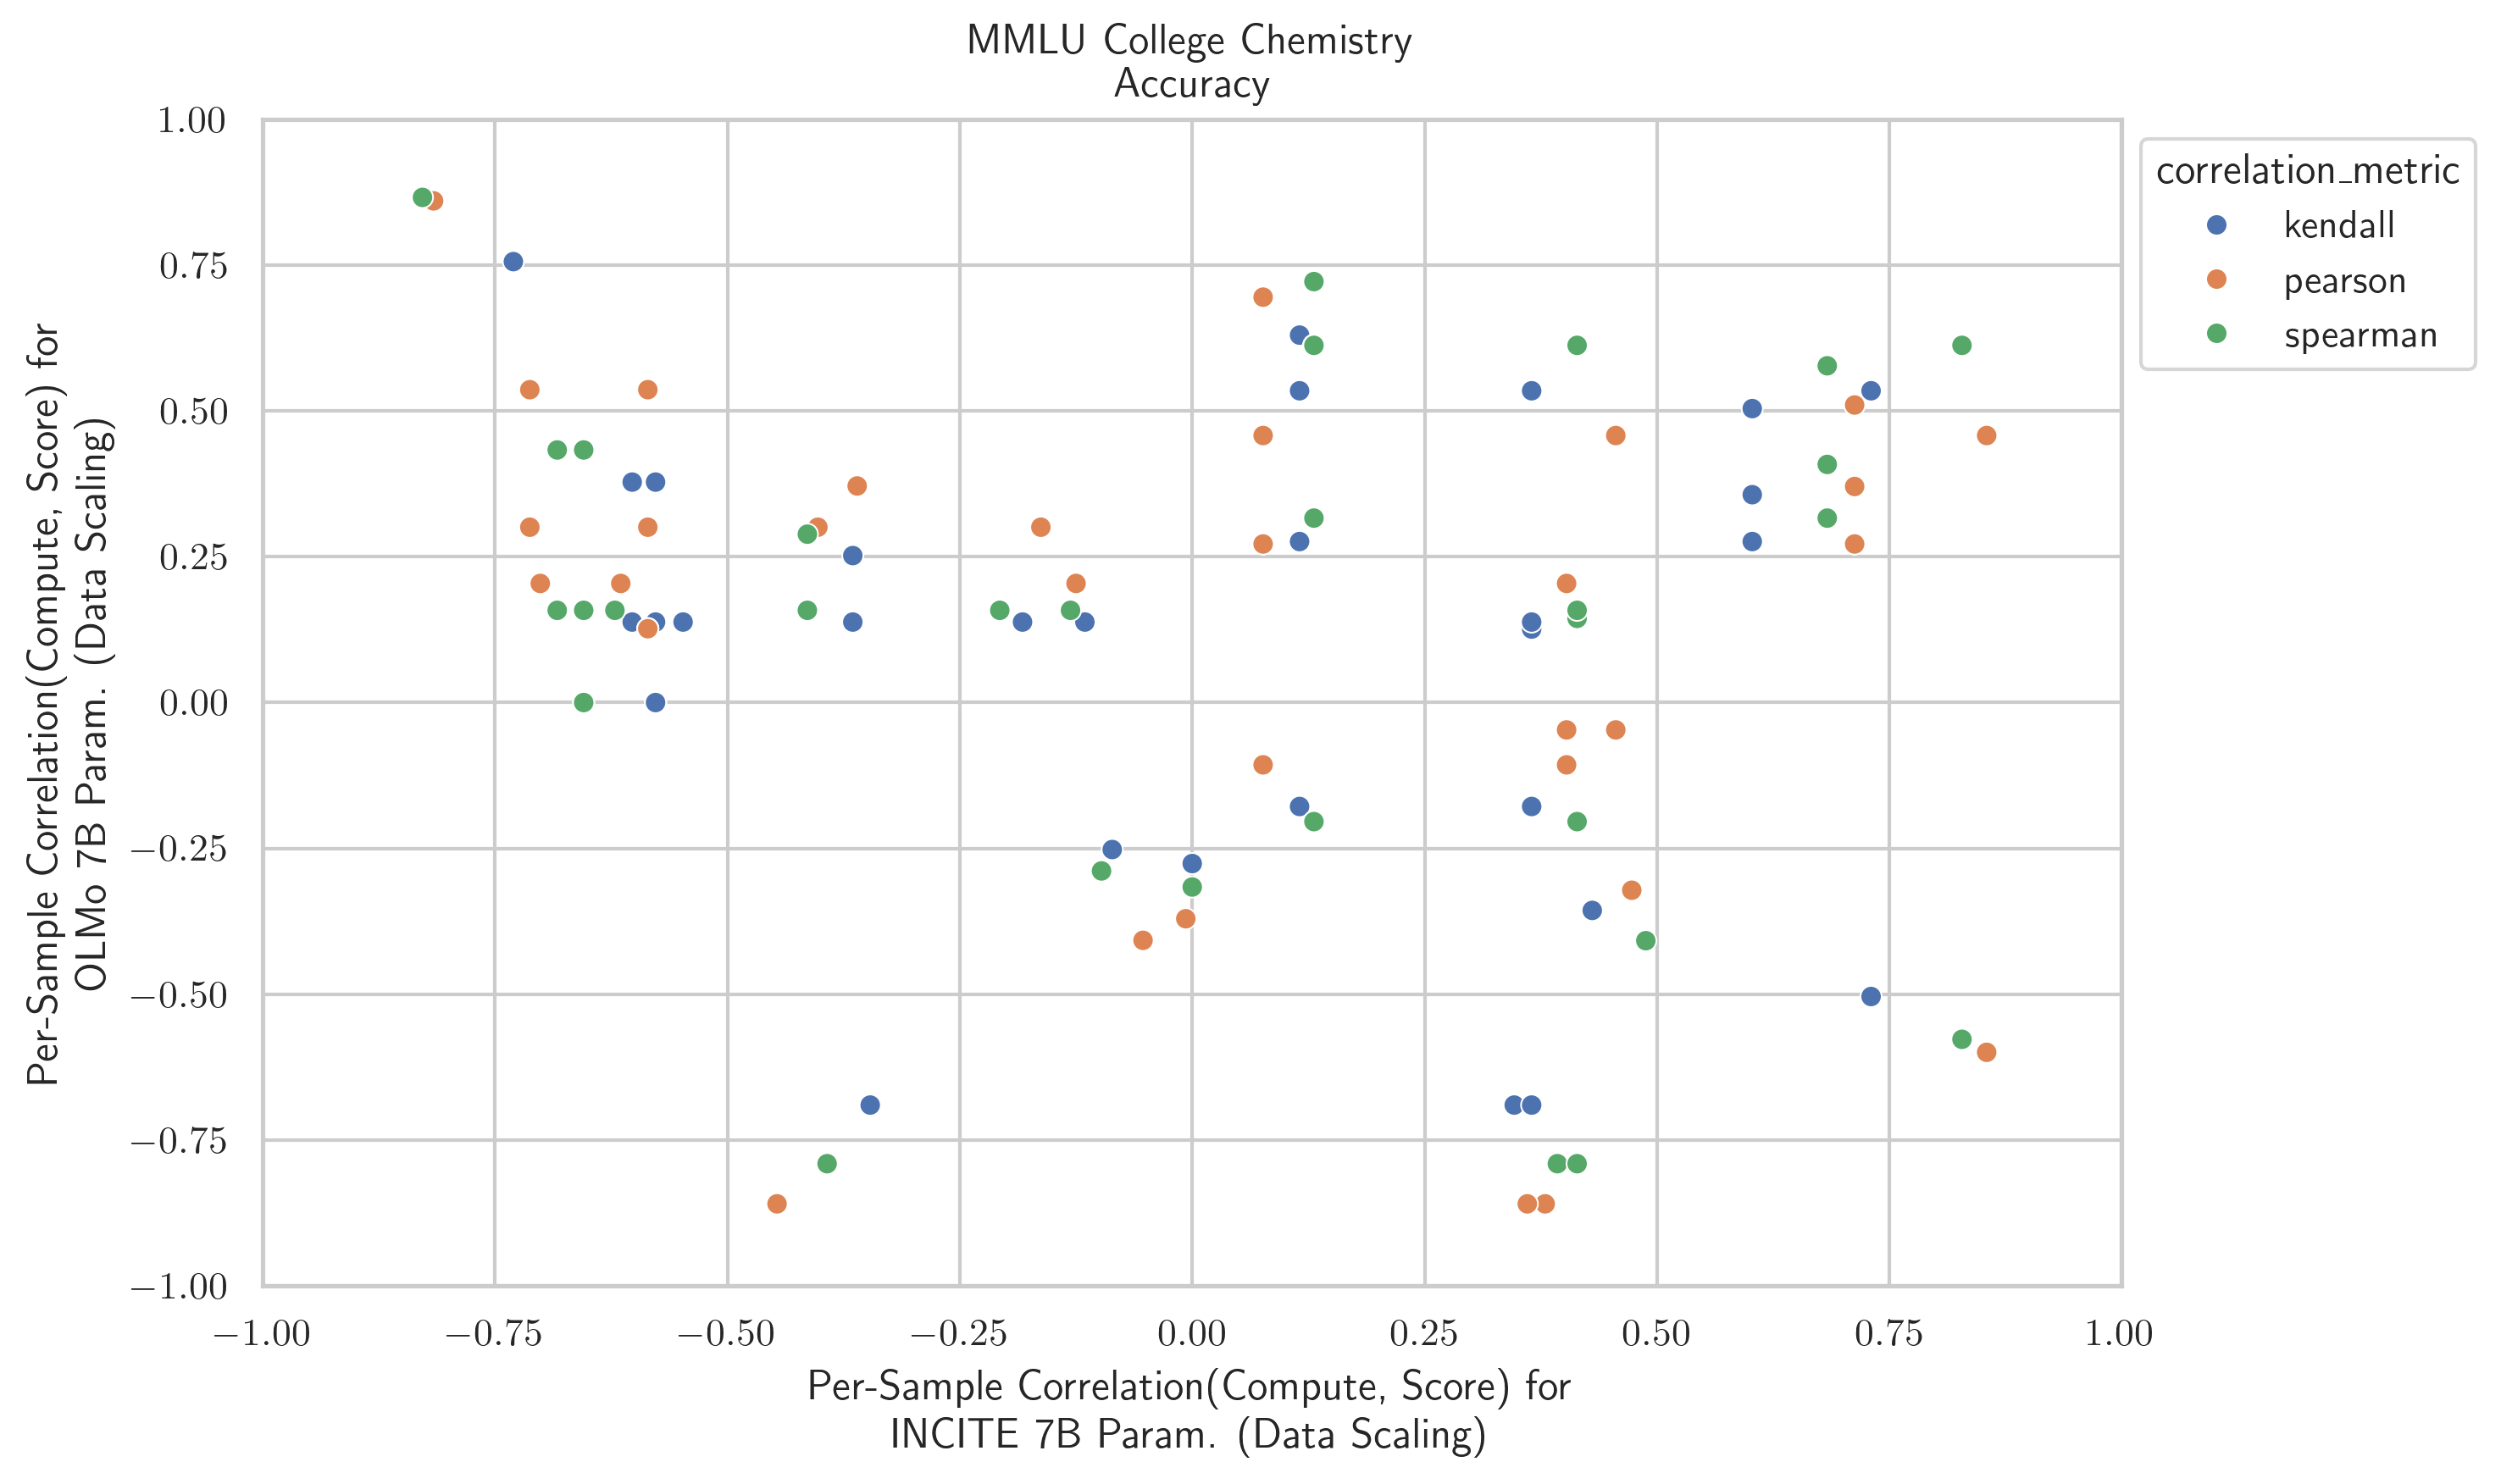 MMLU College Chemistry
Accuracy
Per-Sample Correlation(Compute, Score) for
OLMo 7B Param. (Data Scaling)
1.00
0.75
0.50
0.25
0.00
−0.25
−0.50
−0.75
−1.00
−1.00
−0.75
−0.50
−0.25
0.00
0.25
0.50
0.75
1.00
Per-Sample Correlation(Compute, Score) for
INCITE 7B Param. (Data Scaling)
correlation_metric
kendall
pearson
spearman